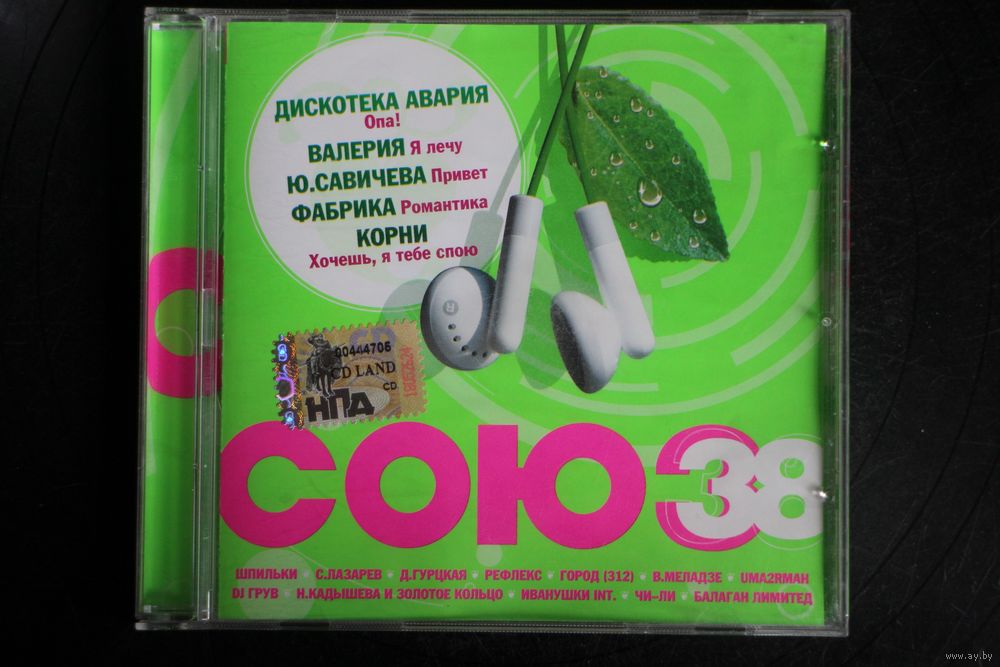 ДИСКОТЕКА АВАРИЯ
Опа!
ВАЛЕРИЯ Я лечу
Ю.САВИЧЕВА Привет
ФАБРИКА Романтика
КОРНИ
Хочешь, я тебе спою
R
00444706
CD LAND
CD
НПД
СОЮЗ 38
ШПИЛЬКИ С.ЛАЗАРЕВ Д.ГУРЦКАЯ РЕФЛЕКС ГОРОД (312) В.МЕЛАДЗЕ UMA2RMAH
DJ ГРУВ Н.КАДЫШЕВА И ЗОЛОТОЕ КОЛЬЦО ИВАНУШКИ INT. ЧИ-ЛИ БАЛАГАН ЛИМИТЕД
www.ay.by